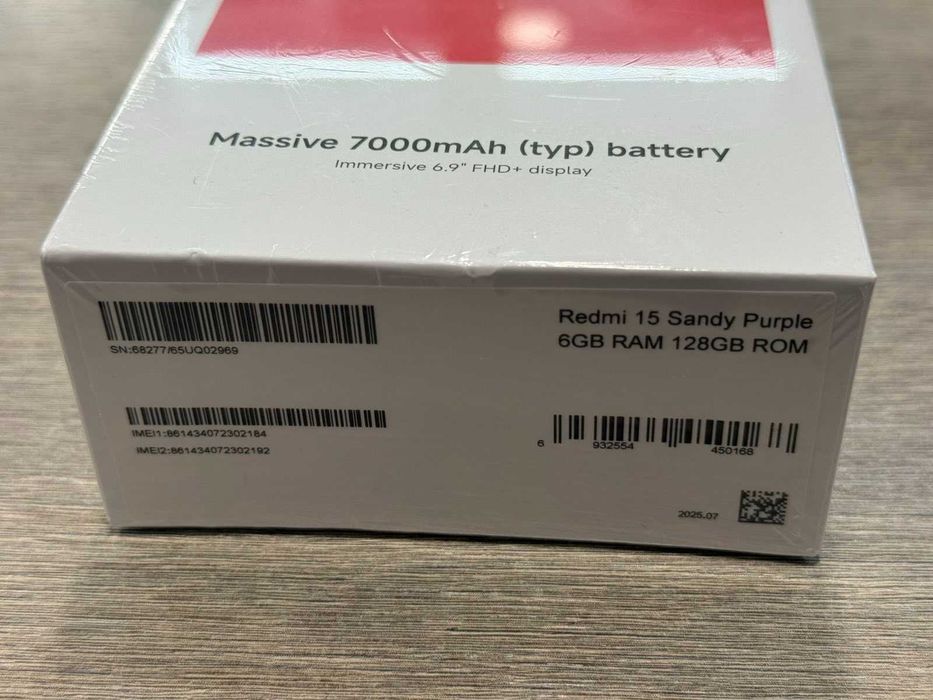 Massive 7000mAh (typ) battery
Immersive 6.9" FHD+ display
SN:68277/65UQ02969
Redmi 15 Sandy Purple
6GB RAM 128GB ROM
IMEI1:861434072302184
IMEI2:861434072302192
6 932554 450168
2025.07